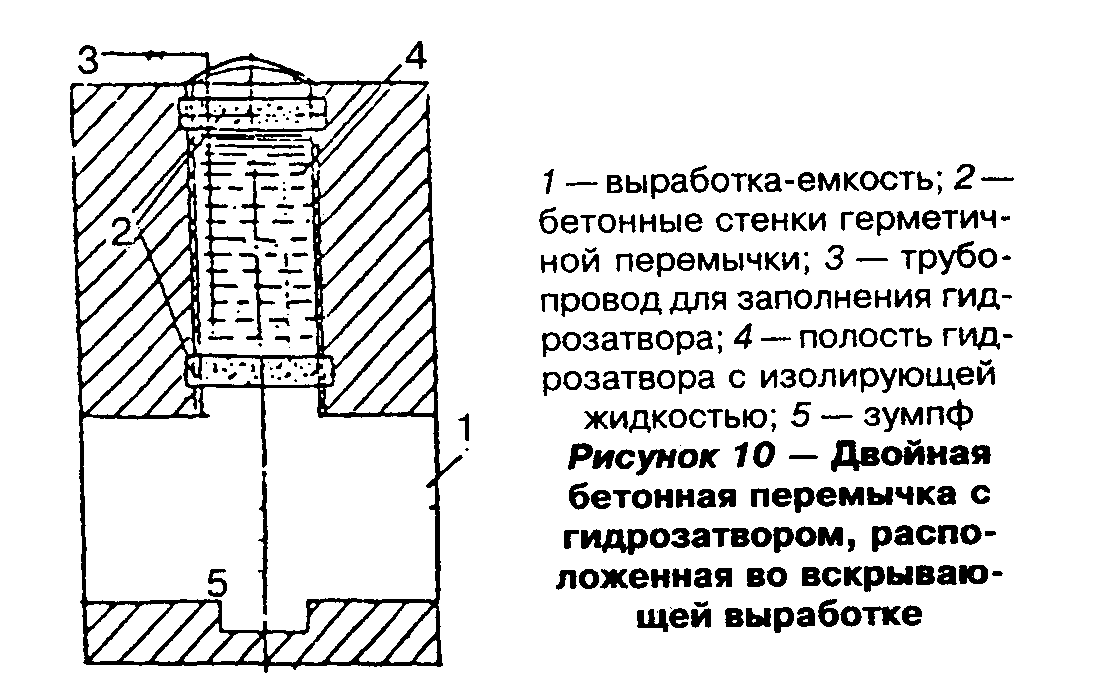 3
4
2
1
5
1 — выработка-емкость; 2 —
бетонные стенки герметич-
ной перемычки; 3 — трубо-
провод для заполнения гид-
розатвора; 4 — полость гид-
розатвора с изолирующей
жидкостью; 5 — зумпф
Рисунок 10 — Двойная
бетонная перемычка с
гидрозатвором, распо-
ложенная во вскрываю-
щей выработке